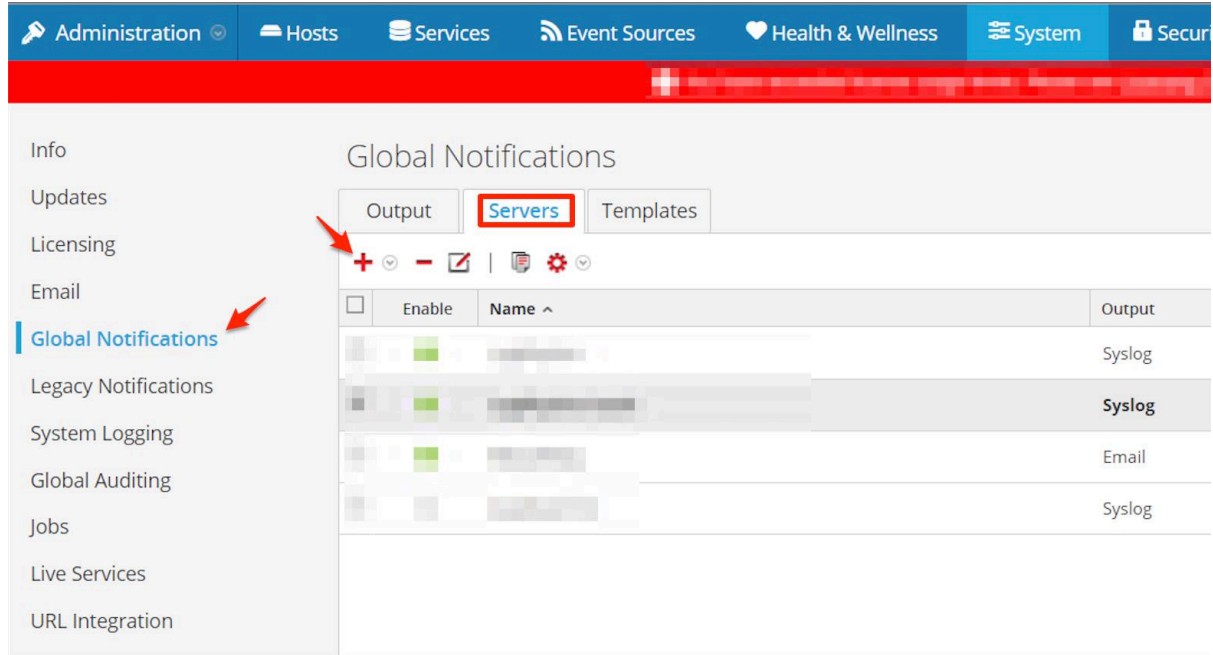 Administration Hosts Services Event Sources Health & Wellness System Securi
Info
Updates
Licensing
Email
Global Notifications
Legacy Notifications
System Logging
Global Auditing
Jobs
Live Services
URL Integration
Global Notifications
Output Servers Templates
Enable Name Output
Syslog
Syslog
Email
Syslog